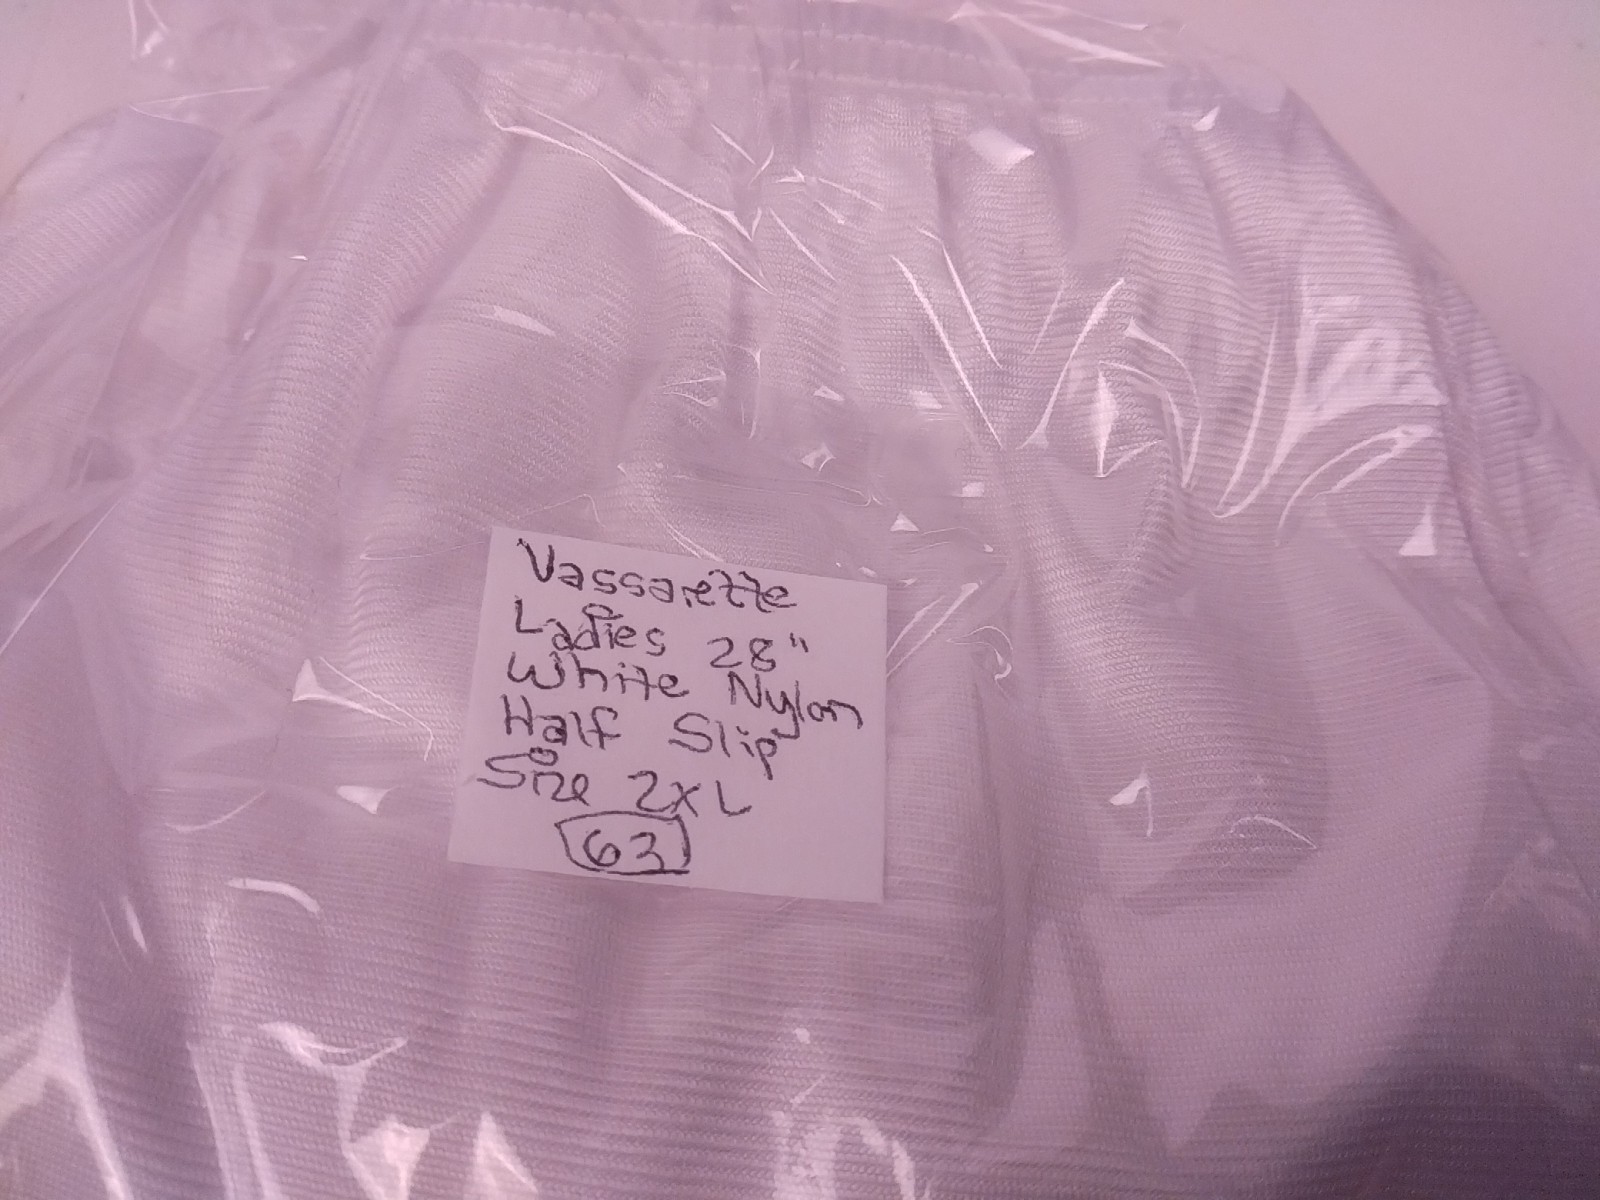 Vassarette
Ladies 28"
White Nylon
Half Slip
Size 2XL
63